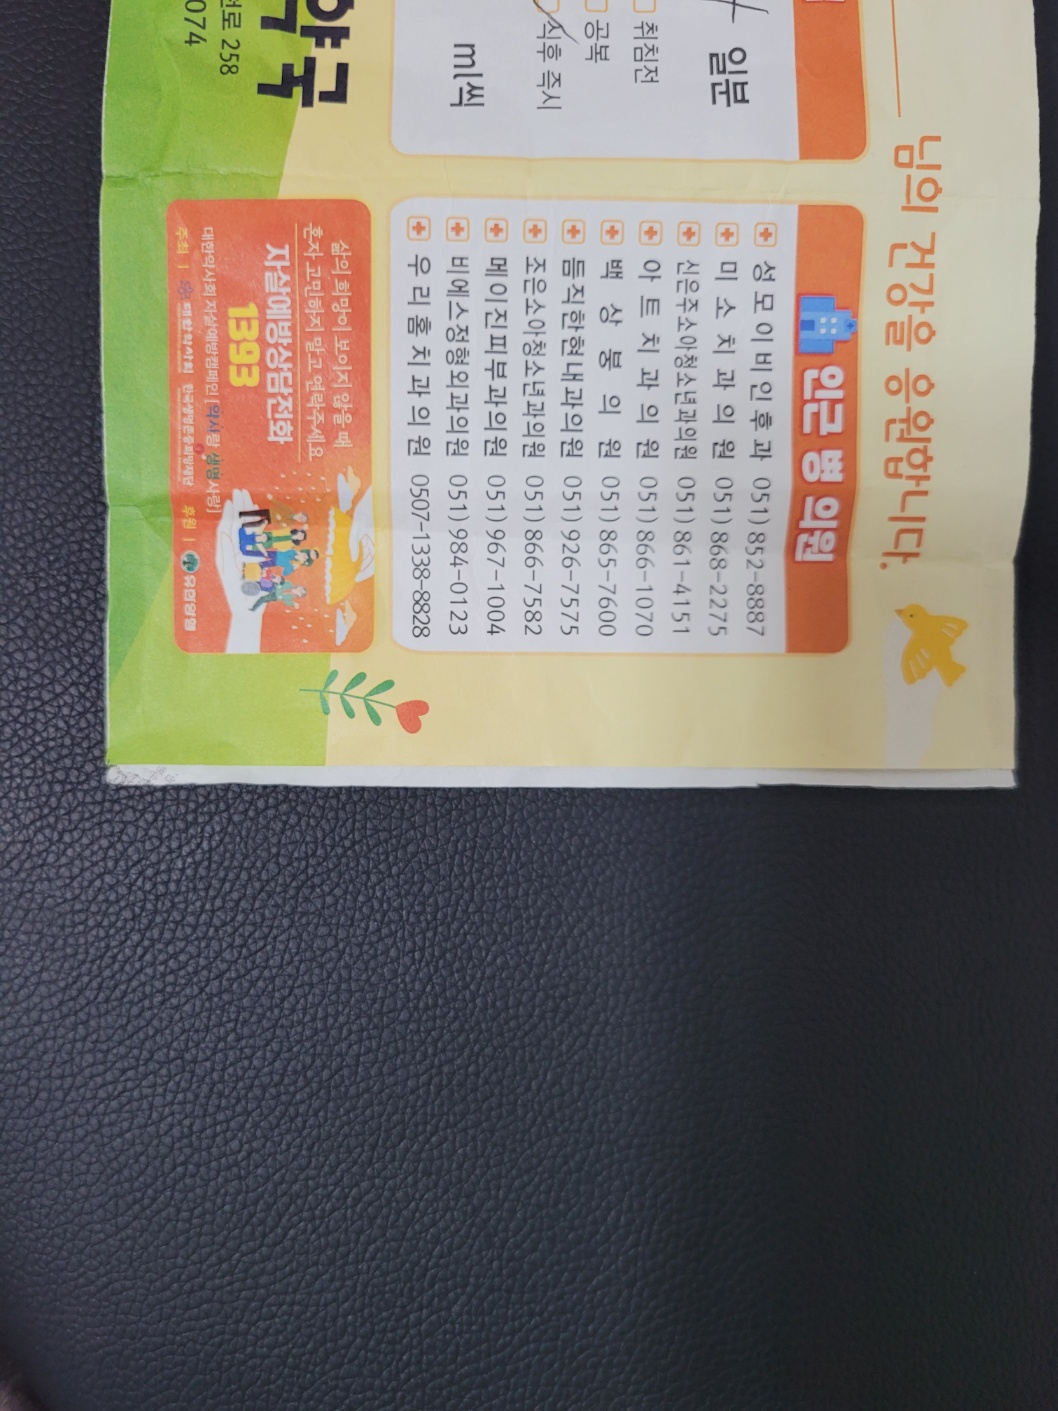 님의 건강을 응원합니다.
일분
취침전
공복
식후 즉시
ml씩
인근 병 의원
성모이비인후과 051) 852-8887
미소치과의원 051) 868-2275
신은주소아청소년과의원 051) 861-4151
아트치과의원 051) 866-1070
백상봉의원 051) 865-7600
듬직한현내과의원 051) 926-7575
조은소아청소년과의원 051) 866-7582
메이진피부과의원 051) 967-1004
비에스정형외과의원 051) 984-0123
우리홈치과의원 0507-1338-8828
약국
258
074
삶의 희망이 보이지 않을 때
혼자 고민하지 말고 연락주세요
자살예방상담전화
1393
대한약사회 자살예방캠페인 [약사랑 생명사랑]
주최 | 대한약사회 한국생명존중희망재단 후원 | 유한양행